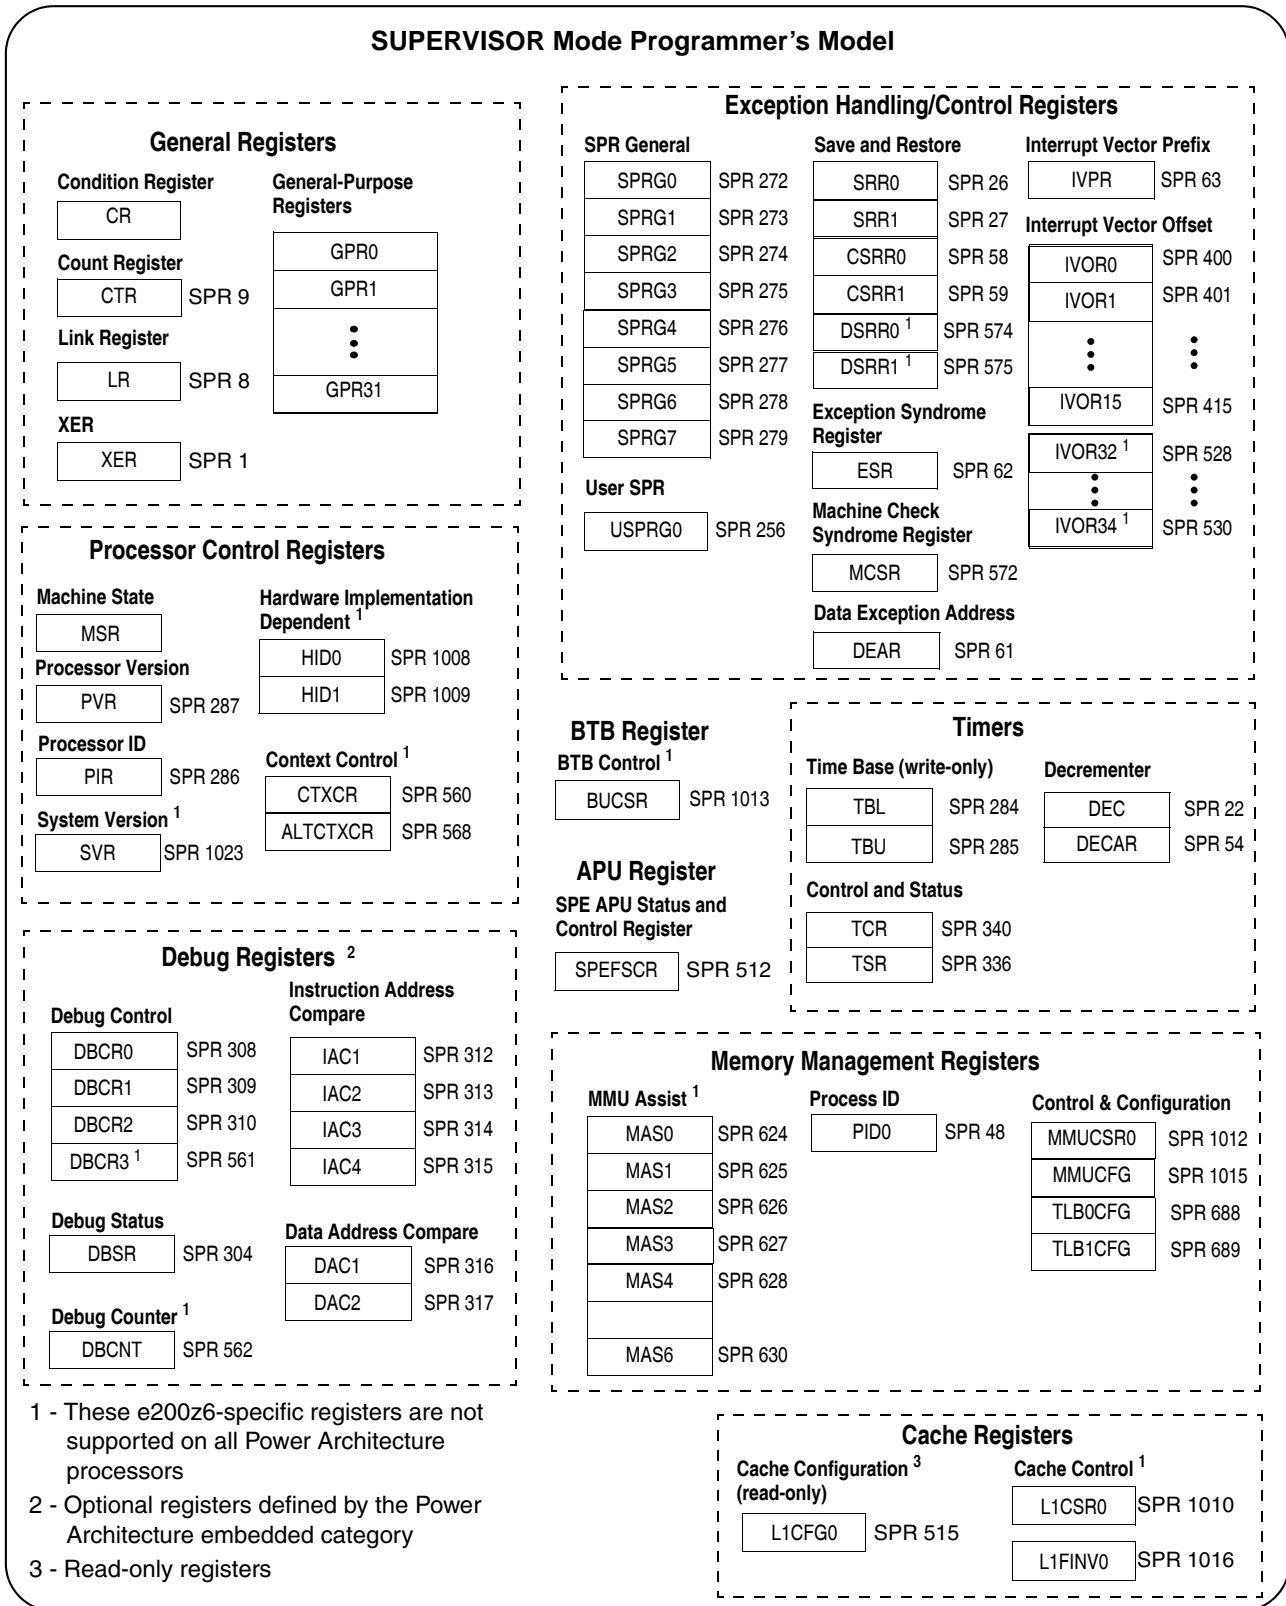 SUPERVISOR Mode Programmer's Model
General Registers
Condition Register
CR
Count Register
CTR SPR 9
Link Register
LR SPR 8
XER
XER SPR 1
General-Purpose
Registers
GPR0
GPR1
GPR31
Exception Handling/Control Registers
SPR General
SPRG0 SPR 272
SPRG1 SPR 273
SPRG2 SPR 274
SPRG3 SPR 275
SPRG4 SPR 276
SPRG5 SPR 277
SPRG6 SPR 278
SPRG7 SPR 279
User SPR
USPRG0 SPR 256
Save and Restore
SRR0 SPR 26
SRR1 SPR 27
CSRR0 SPR 58
CSRR1 SPR 59
DSRR0 1 SPR 574
DSRR1 1 SPR 575
Exception Syndrome
Register
ESR SPR 62
Machine Check
Syndrome Register
MCSR SPR 572
Data Exception Address
DEAR SPR 61
Interrupt Vector Prefix
IVPR SPR 63
Interrupt Vector Offset
IVOR0 SPR 400
IVOR1 SPR 401
IVOR15 SPR 415
IVOR32 1 SPR 528
IVOR34 1 SPR 530
Processor Control Registers
Machine State
MSR
Processor Version
PVR SPR 287
Processor ID
PIR SPR 286
System Version 1
SVR SPR 1023
Hardware Implementation
Dependent 1
HID0 SPR 1008
HID1 SPR 1009
Context Control 1
CTXCR SPR 560
ALTCTXCR SPR 568
BTB Register
BTB Control 1
BUCSR SPR 1013
APU Register
SPE APU Status and
Control Register
SPEFSCR SPR 512
Timers
Time Base (write-only)
TBL SPR 284
TBU SPR 285
Decrementer
DEC SPR 22
DECAR SPR 54
Control and Status
TCR SPR 340
TSR SPR 336
Debug Registers 2
Debug Control
DBCR0 SPR 308
DBCR1 SPR 309
DBCR2 SPR 310
DBCR3 1 SPR 561
Debug Status
DBSR SPR 304
Debug Counter 1
DBCNT SPR 562
Instruction Address
Compare
IAC1 SPR 312
IAC2 SPR 313
IAC3 SPR 314
IAC4 SPR 315
Data Address Compare
DAC1 SPR 316
DAC2 SPR 317
Memory Management Registers
MMU Assist 1
MAS0 SPR 624
MAS1 SPR 625
MAS2 SPR 626
MAS3 SPR 627
MAS4 SPR 628
MAS6 SPR 630
Process ID
PID0 SPR 48
Control & Configuration
MMUCSR0 SPR 1012
MMUCFG SPR 1015
TLB0CFG SPR 688
TLB1CFG SPR 689
1 - These e200z6-specific registers are not
supported on all Power Architecture
processors
2 - Optional registers defined by the Power
Architecture embedded category
3 - Read-only registers
Cache Registers
Cache Configuration 3
(read-only)
L1CFG0 SPR 515
Cache Control 1
L1CSR0 SPR 1010
L1FINV0 SPR 1016